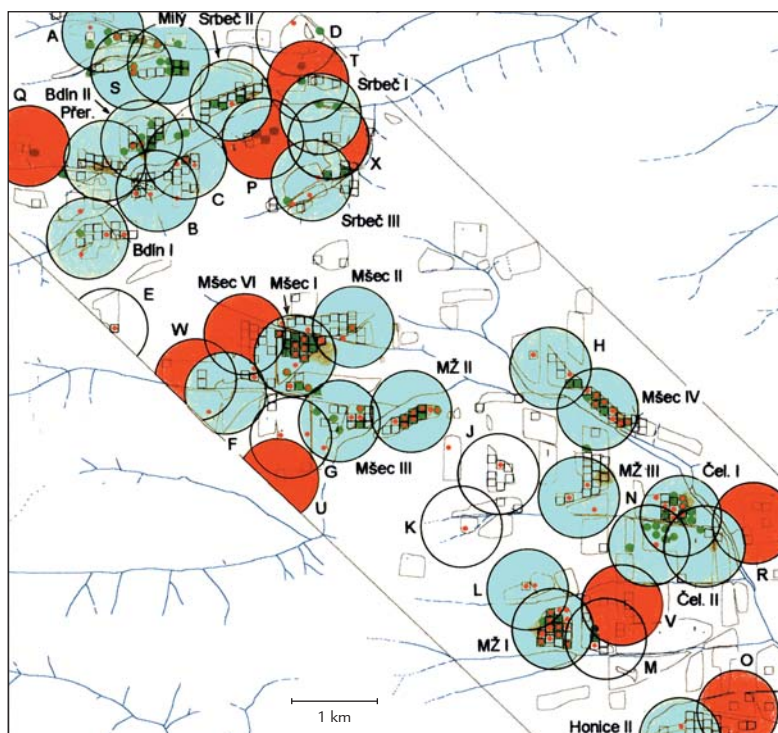 A
Milý
Srbeč II
D
T
S
Srbeč I
Bdín II
Q
Přer.
P
X
C
B
Srbeč III
Bdín I
E
Mšec VI
Mšec I
Mšec II
W
H
MŽ II
Mšec IV
F
J
G
Mšec III
MŽ III
Čel. I
N
U
K
R
L
Čel. II
V
MŽ I
M
O
1 km
Honice II